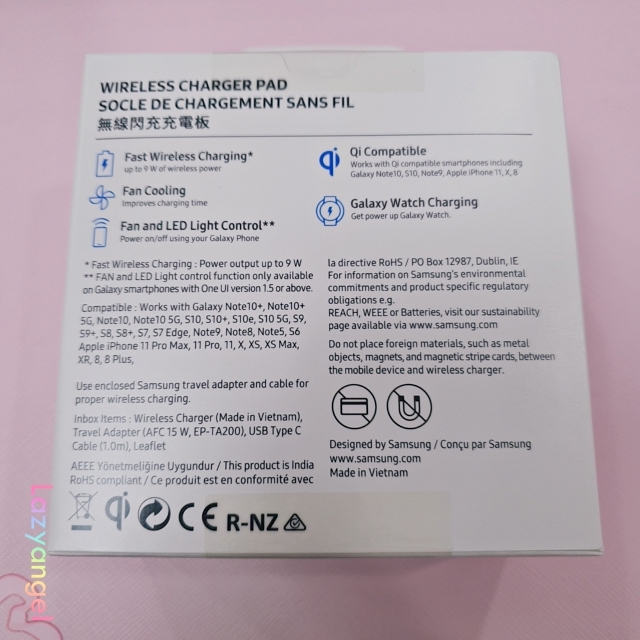 WIRELESS CHARGER PAD
SOCLE DE CHARGEMENT SANS FIL
無線閃充充電板
Fast Wireless Charging*
up to 9 W of wireless power
Fan Cooling
Improves charging time
Fan and LED Light Control**
Power on/off using your Galaxy Phone
Qi Compatible
Works with Qi compatible smartphones including
Galaxy Note10, S10, Note9, Apple iPhone 11, X, 8
Galaxy Watch Charging
Get power up Galaxy Watch.
* Fast Wireless Charging : Power output up to 9 W
** FAN and LED Light control function only available
on Galaxy smartphones with One UI version 1.5 or above.
Compatible : Works with Galaxy Note10+, Note10+
5G, Note10, Note10 5G, S10, S10+, S10e, S10 5G, S9,
S9+, S8, S8+, S7, S7 Edge, Note9, Note8, Note5, S6
Apple iPhone 11 Pro Max, 11 Pro, 11, X, XS, XS Max,
XR, 8, 8 Plus,
Use enclosed Samsung travel adapter and cable for
proper wireless charging.
Inbox Items : Wireless Charger (Made in Vietnam),
Travel Adapter (AFC 15 W, EP-TA200), USB Type C
Cable (1.0m), Leaflet
AEEE Yönetmeliğine Uygundur / This product is India
RoHS compliant / Ce produit est en conformité avec
la directive RoHS / PO Box 12987, Dublin, IE
For information on Samsung's environmental
commitments and product specific regulatory
obligations e.g.
REACH, WEEE or Batteries, visit our sustainability
page available via www.samsung.com
Do not place foreign materials, such as metal
objects, magnets, and magnetic stripe cards, between
the mobile device and wireless charger.
Designed by Samsung / Conçu par Samsung
www.samsung.com
Made in Vietnam
qi CE R-NZ
Lazyangel